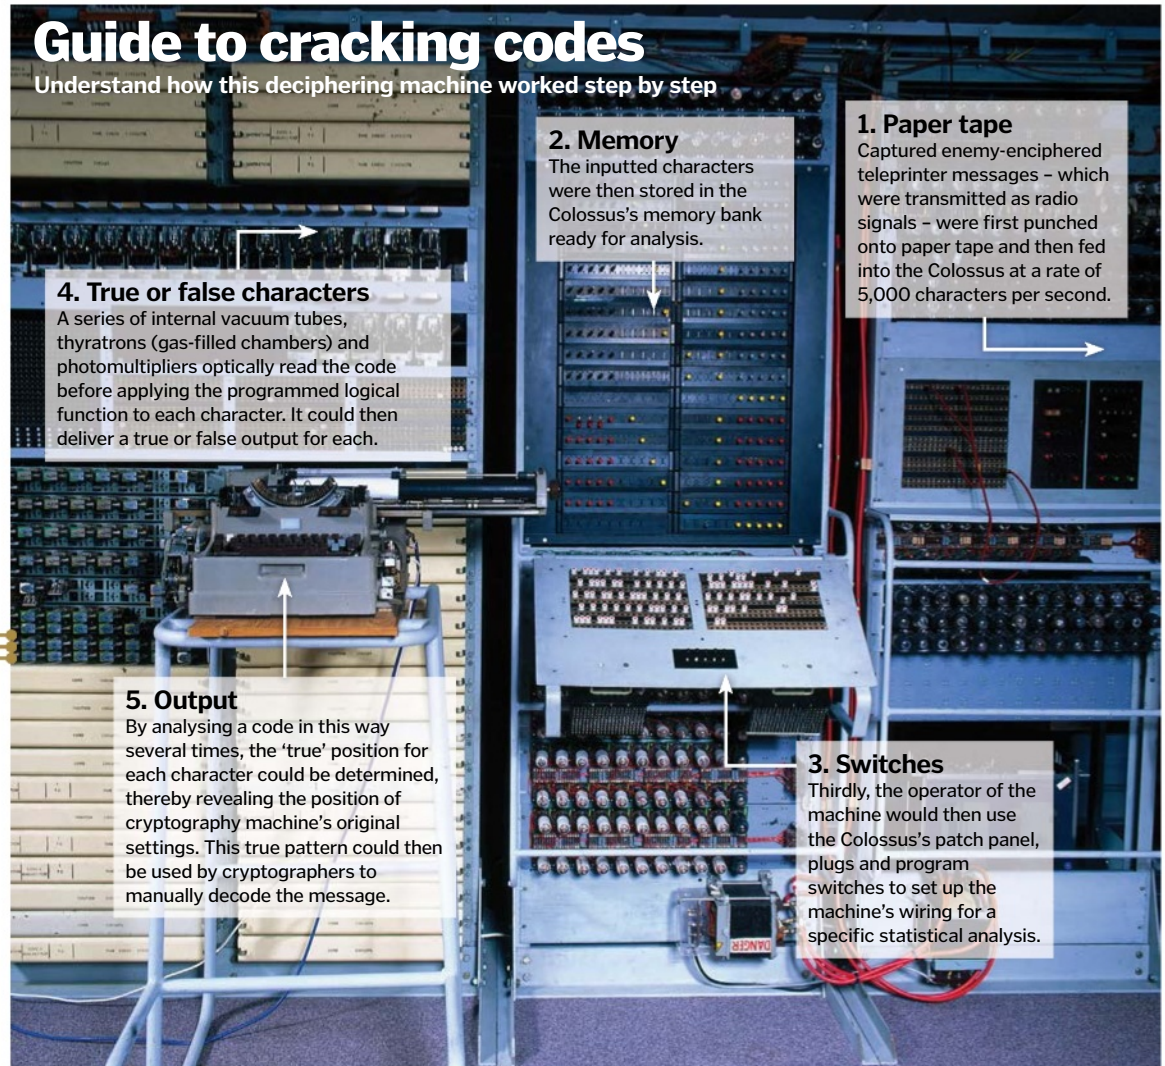 Guide to cracking codes
Understand how this deciphering machine worked step by step
1. Paper tape
Captured enemy-enciphered
teleprinter messages – which
were transmitted as radio
signals – were first punched
onto paper tape and then fed
into the Colossus at a rate of
5,000 characters per second.
2. Memory
The inputted characters
were then stored in the
Colossus's memory bank
ready for analysis.
3. Switches
Thirdly, the operator of the
machine would then use
the Colossus's patch panel,
plugs and program
switches to set up the
machine's wiring for a
specific statistical analysis.
4. True or false characters
A series of internal vacuum tubes,
thyratrons (gas-filled chambers) and
photomultipliers optically read the code
before applying the programmed logical
function to each character. It could then
deliver a true or false output for each.
5. Output
By analysing a code in this way
several times, the ‘true’ position for
each character could be determined,
thereby revealing the position of
cryptography machine's original
settings. This true pattern could then
be used by cryptographers to
manually decode the message.
DANGER